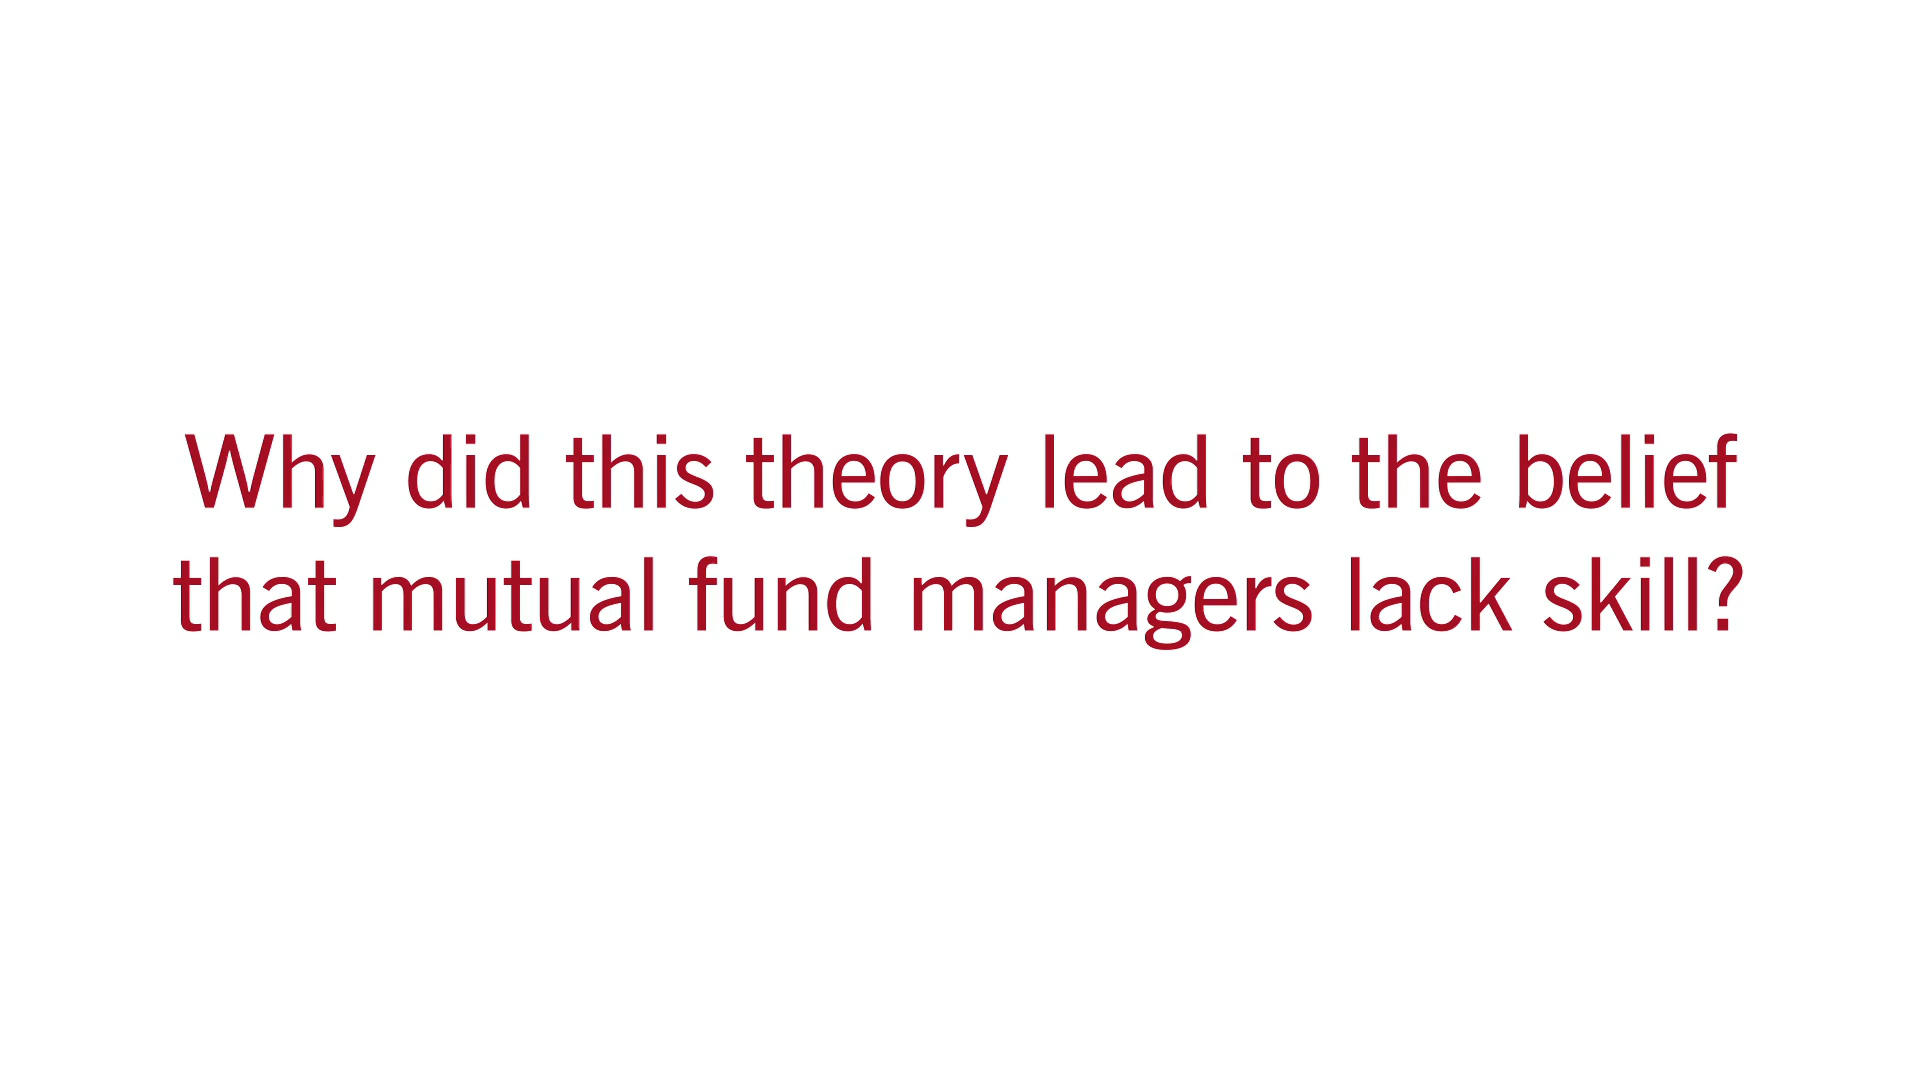 Why did this theory lead to the belief
that mutual fund managers lack skill?